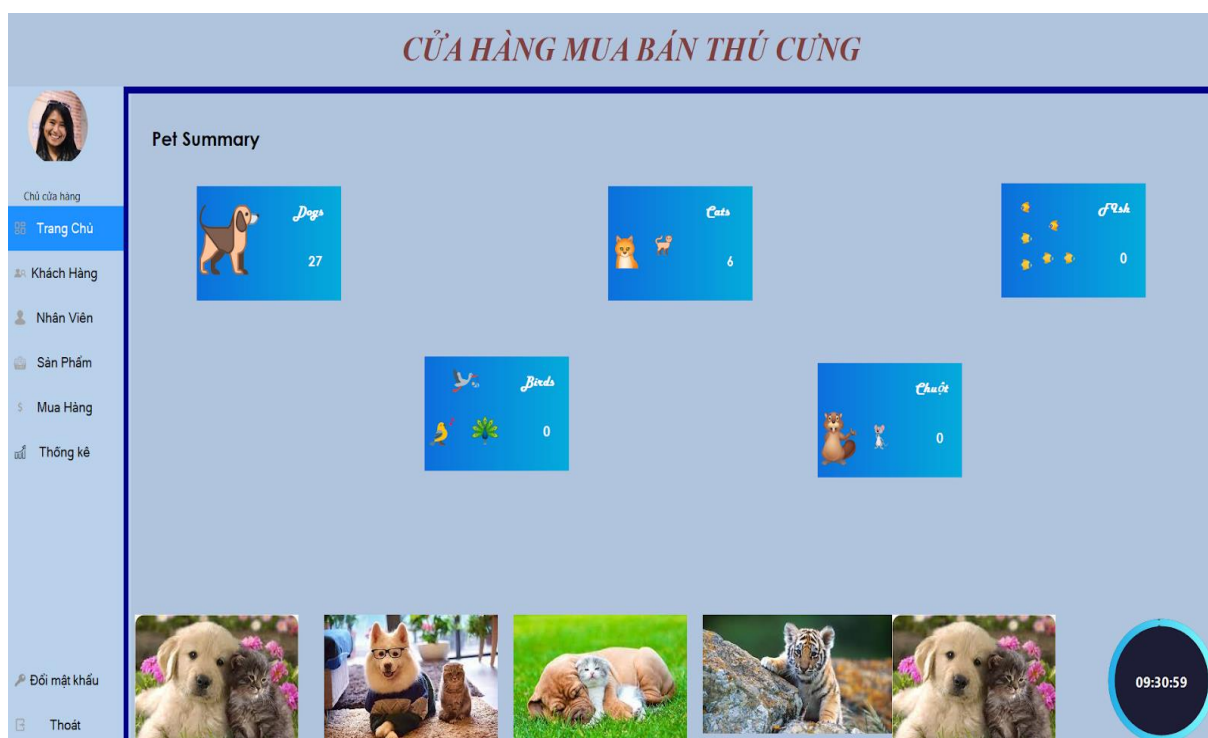 CỬA HÀNG MUA BÁN THÚ CƯNG
Chủ cửa hàng
Trang Chủ
Khách Hàng
Nhân Viên
Sản Phẩm
$ Mua Hàng
Thống kê
Đổi mật khẩu
Thoát
Pet Summary
Dogs
27
Cats
6
FIsh
0
Birds
0
Chuột
0
09:30:59